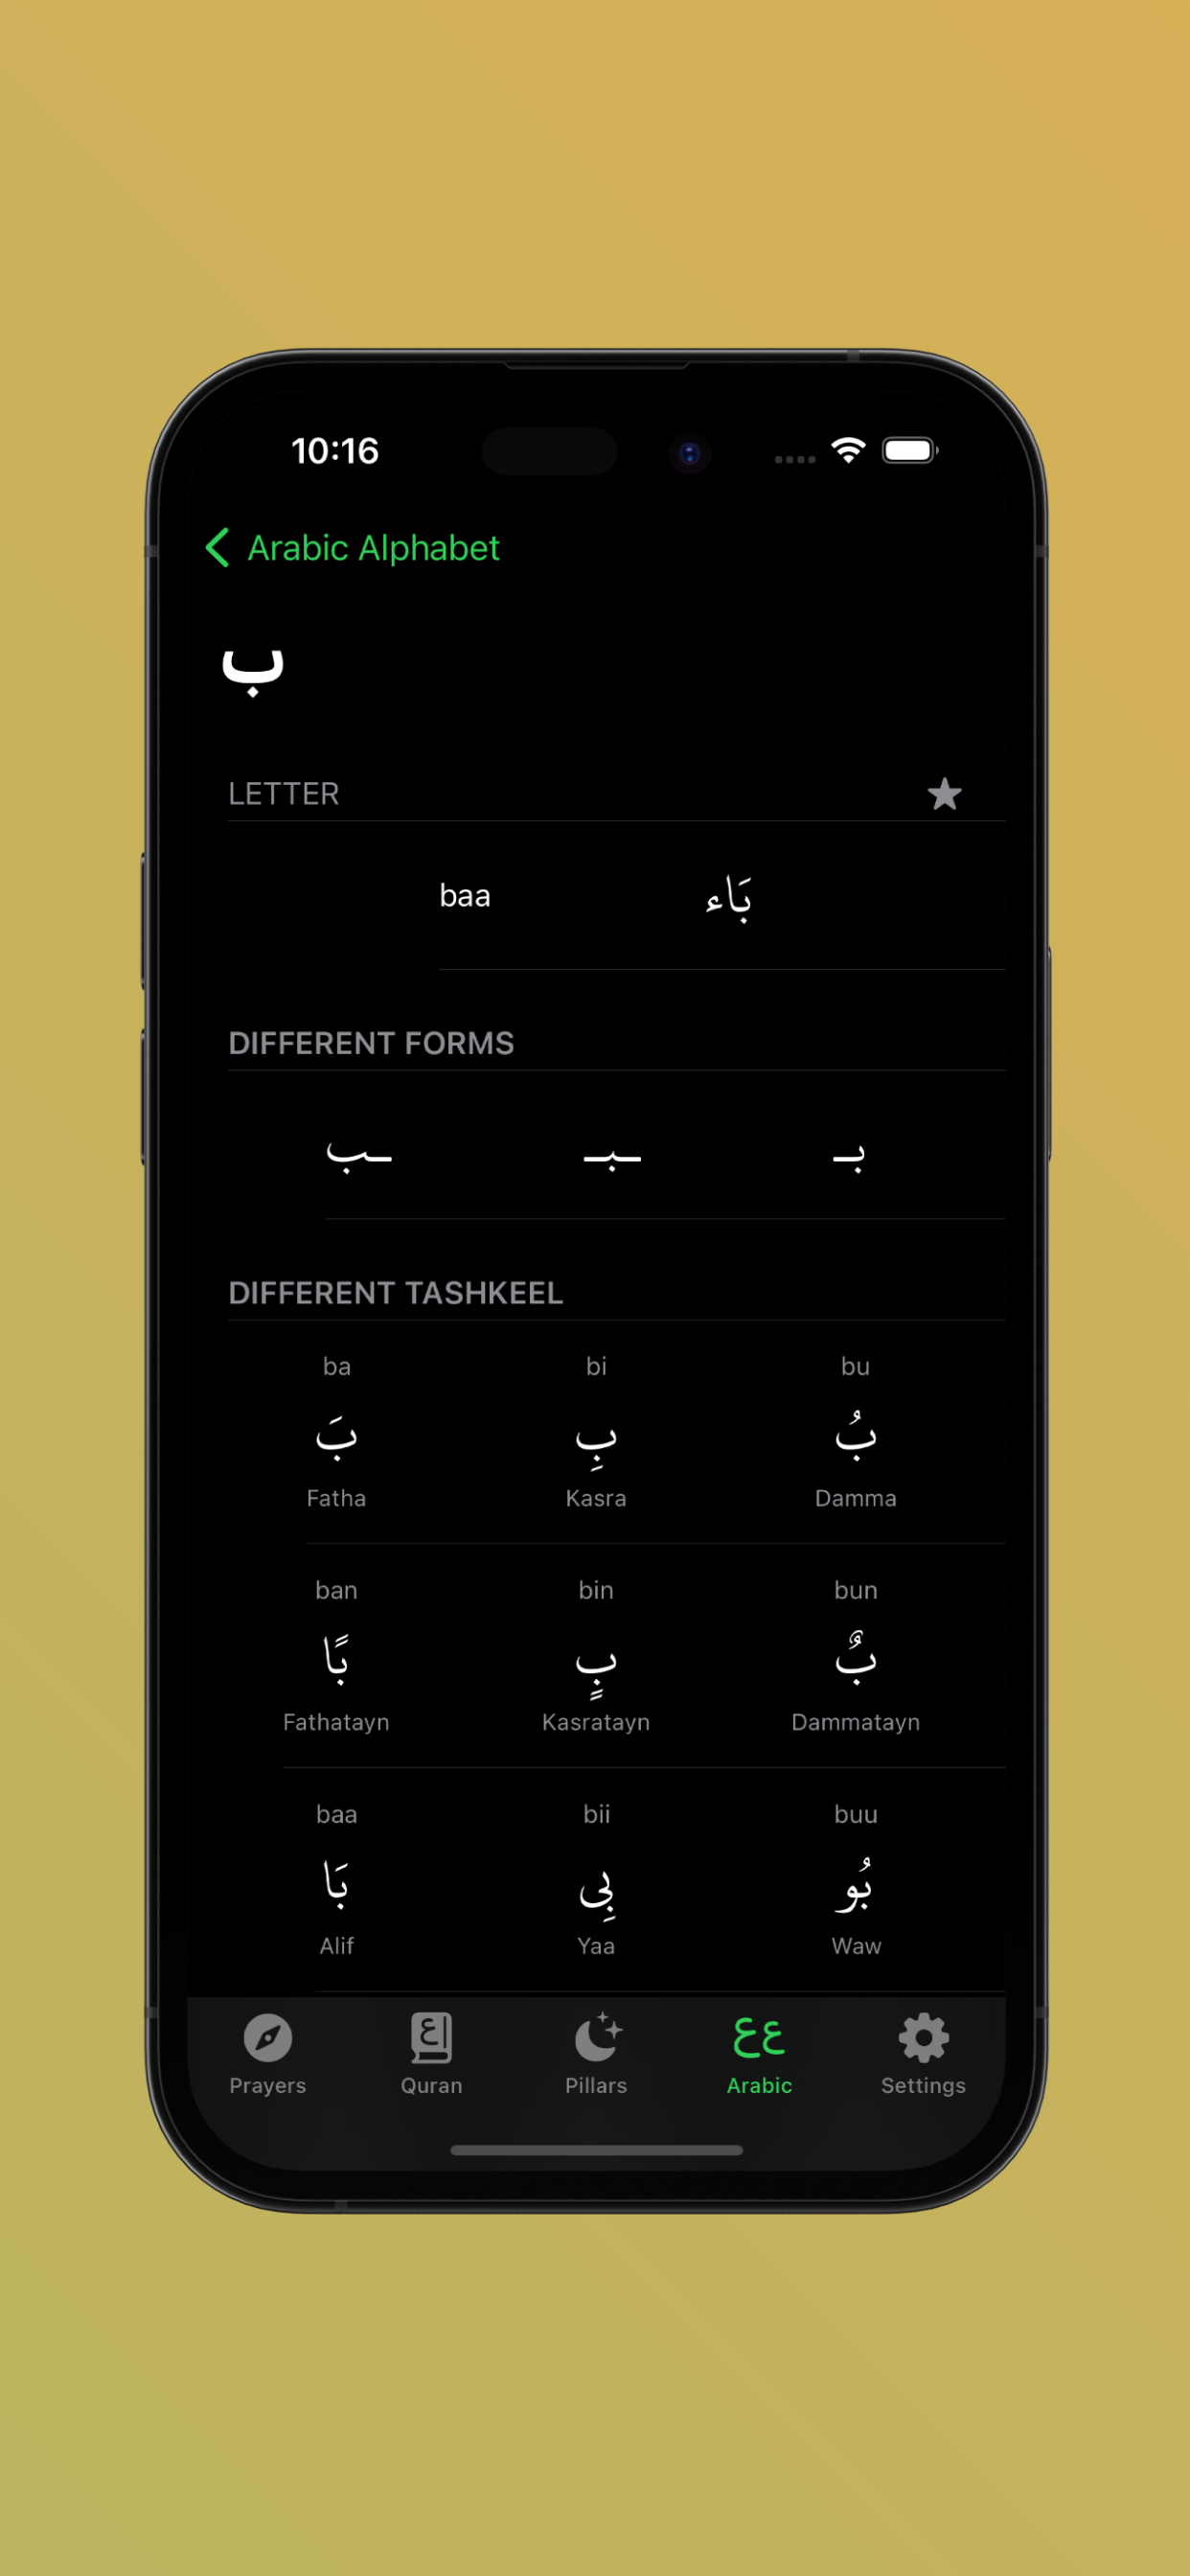 10:16
Arabic Alphabet
ب
LETTER
baa بَاء
DIFFERENT FORMS
ـب ـبـ بـ
DIFFERENT TASHKEEL
ba bi bu
بَ بِ بُ
Fatha Kasra Damma
ban bin bun
بًا بٍ بٌ
Fathatayn Kasratayn Dammatayn
baa bii buu
بَا بِي بُو
Alif Yaa Waw
ع عع
Prayers Quran Pillars Arabic Settings